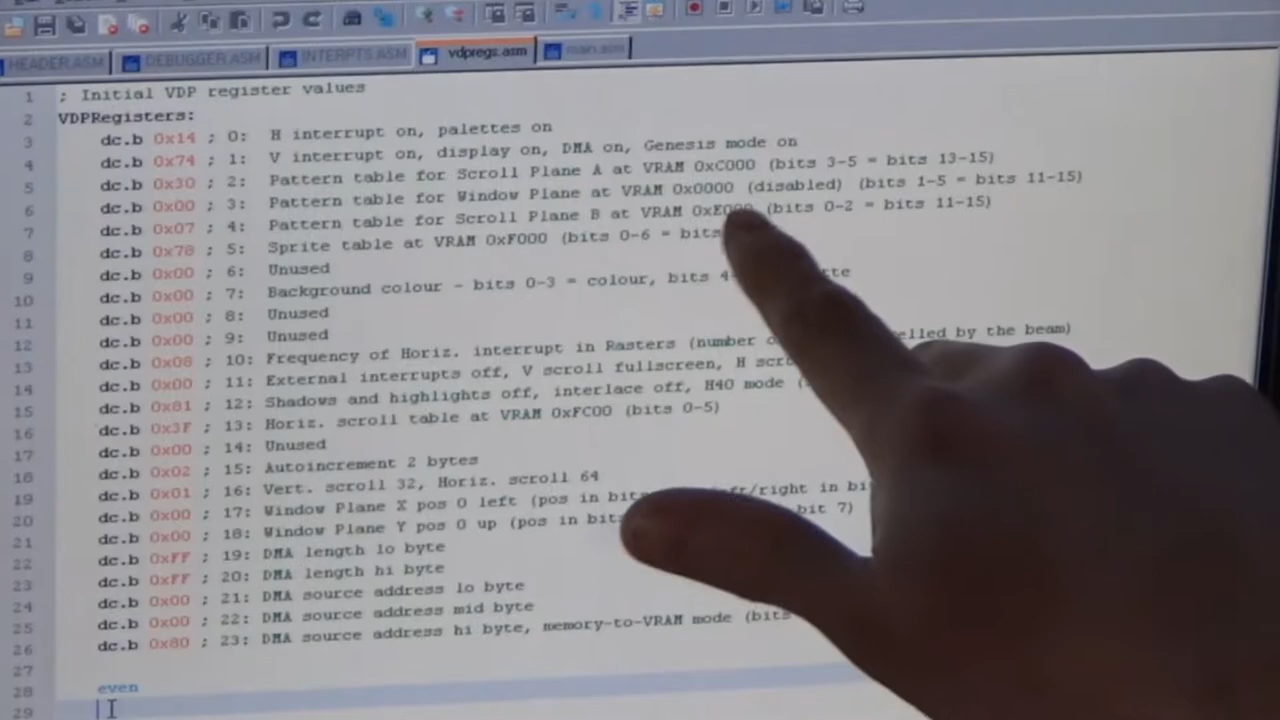 HEADER.ASM DEBUGGER.ASM INTERPTS.ASM vdpregs.asm main.asm
1 ; Initial VDP register values
2 VDPRegisters:
3 dc.b 0x14 ; 0: H interrupt on, palettes on
4 dc.b 0x74 ; 1: V interrupt on, display on, DMA on, Genesis mode on
5 dc.b 0x30 ; 2: Pattern table for Scroll Plane A at VRAM 0xC000 (bits 3-5 = bits 13-15)
6 dc.b 0x00 ; 3: Pattern table for Window Plane at VRAM 0x0000 (disabled) (bits 1-5 = bits 11-15)
7 dc.b 0x07 ; 4: Pattern table for Scroll Plane B at VRAM 0xE000 (bits 0-2 = bits 11-15)
8 dc.b 0x78 ; 5: Sprite table at VRAM 0xF000 (bits 0-6 = bits
9 dc.b 0x00 ; 6: Unused
10 dc.b 0x00 ; 7: Background colour - bits 0-3 = colour, bits 4-
11 dc.b 0x00 ; 8: Unused
12 dc.b 0x00 ; 9: Unused
13 dc.b 0x08 ; 10: Frequency of Horiz. interrupt in Rasters (number by the beam)
14 dc.b 0x00 ; 11: External interrupts off, V scroll fullscreen, H
15 dc.b 0x81 ; 12: Shadows and highlights off, interlace off, H40 mode (
16 dc.b 0x3F ; 13: Horiz. scroll table at VRAM 0xFC00 (bits 0-5)
17 dc.b 0x00 ; 14: Unused
18 dc.b 0x02 ; 15: Autoincrement 2 bytes
19 dc.b 0x01 ; 16: Vert. scroll 32, Horiz. scroll 64
20 dc.b 0x00 ; 17: Window Plane X pos 0 left (pos in in
21 dc.b 0x00 ; 18: Window Plane Y pos 0 up (pos in bit 7)
22 dc.b 0xFF ; 19: DMA length lo byte
23 dc.b 0xFF ; 20: DMA length hi byte
24 dc.b 0x00 ; 21: DMA source address lo byte
25 dc.b 0x00 ; 22: DMA source address mid byte
26 dc.b 0x80 ; 23: DMA source address hi byte, memory-to-VRAM mode (bits
27
28 even
29